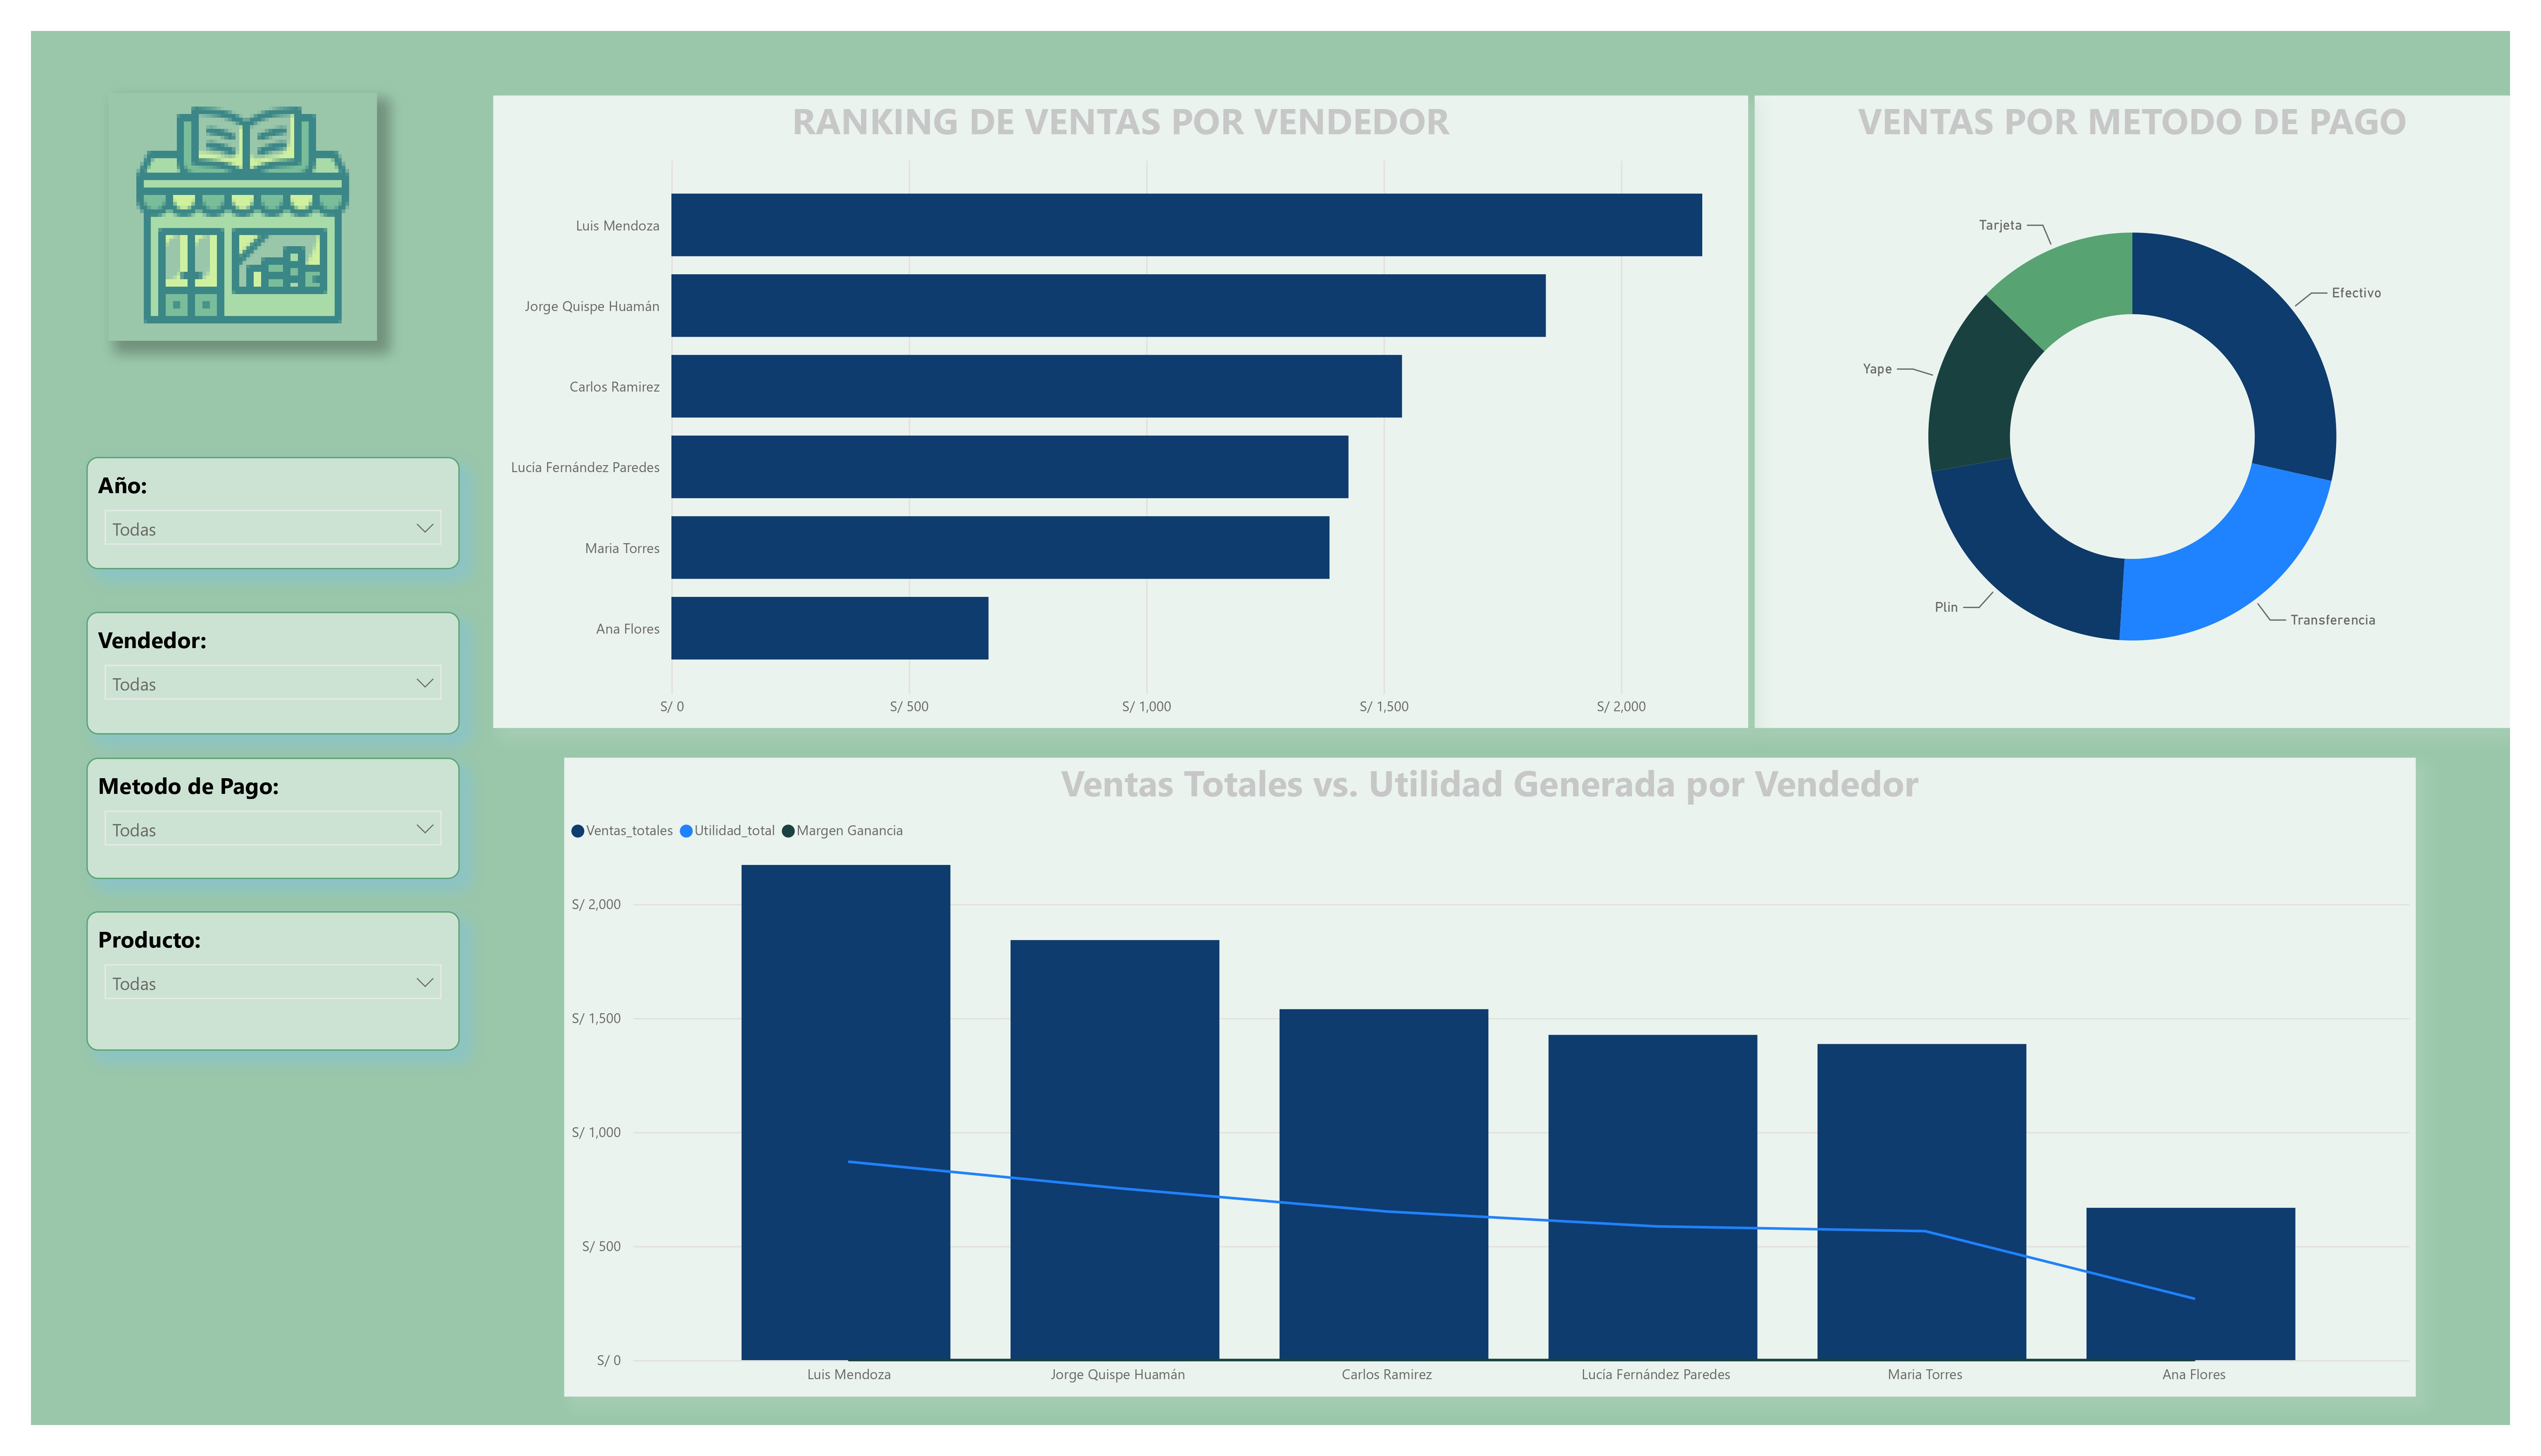 Año:
Todas
Vendedor:
Todas
Metodo de Pago:
Todas
Producto:
Todas
RANKING DE VENTAS POR VENDEDOR
Luis Mendoza
Jorge Quispe Huamán
Carlos Ramirez
Lucía Fernández Paredes
Maria Torres
Ana Flores
S/ 0 S/ 500 S/ 1,000 S/ 1,500 S/ 2,000
VENTAS POR METODO DE PAGO
Tarjeta
Efectivo
Yape
Plin
Transferencia
Ventas Totales vs. Utilidad Generada por Vendedor
Ventas_totales Utilidad_total Margen Ganancia
S/ 2,000
S/ 1,500
S/ 1,000
S/ 500
S/ 0
Luis Mendoza Jorge Quispe Huamán Carlos Ramirez Lucía Fernández Paredes Maria Torres Ana Flores